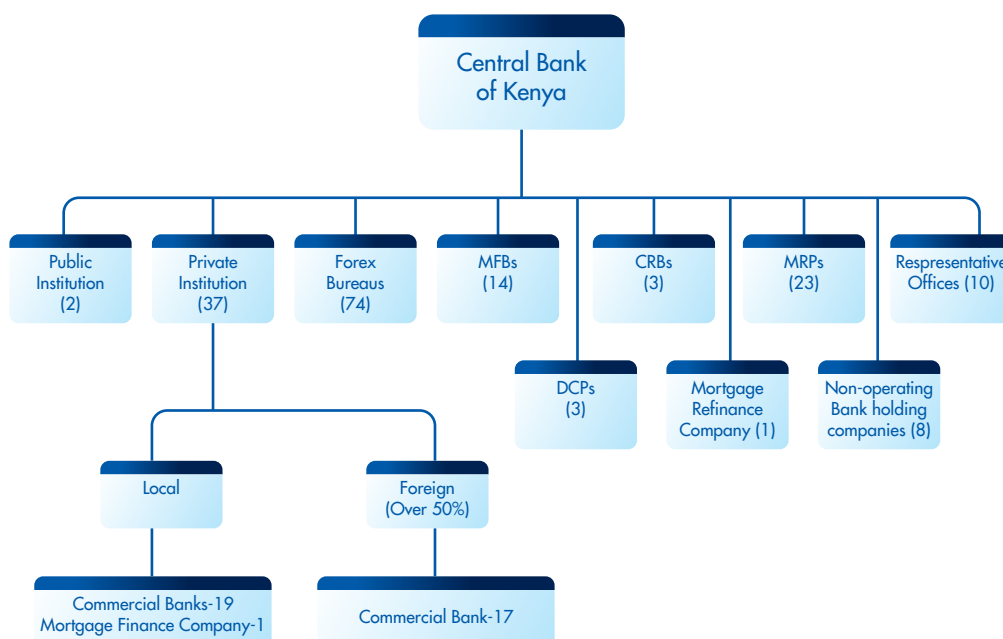 Central Bank
of Kenya
Public
Institution
(2)
Private
Institution
(37)
Forex
Bureaus
(74)
MFBs
(14)
CRBs
(3)
MRPs
(23)
Respresentative
Offices (10)
DCPs
(3)
Mortgage
Refinance
Company (1)
Non-operating
Bank holding
companies (8)
Local
Foreign
(Over 50%)
Commercial Banks-19
Mortgage Finance Company-1
Commercial Bank-17